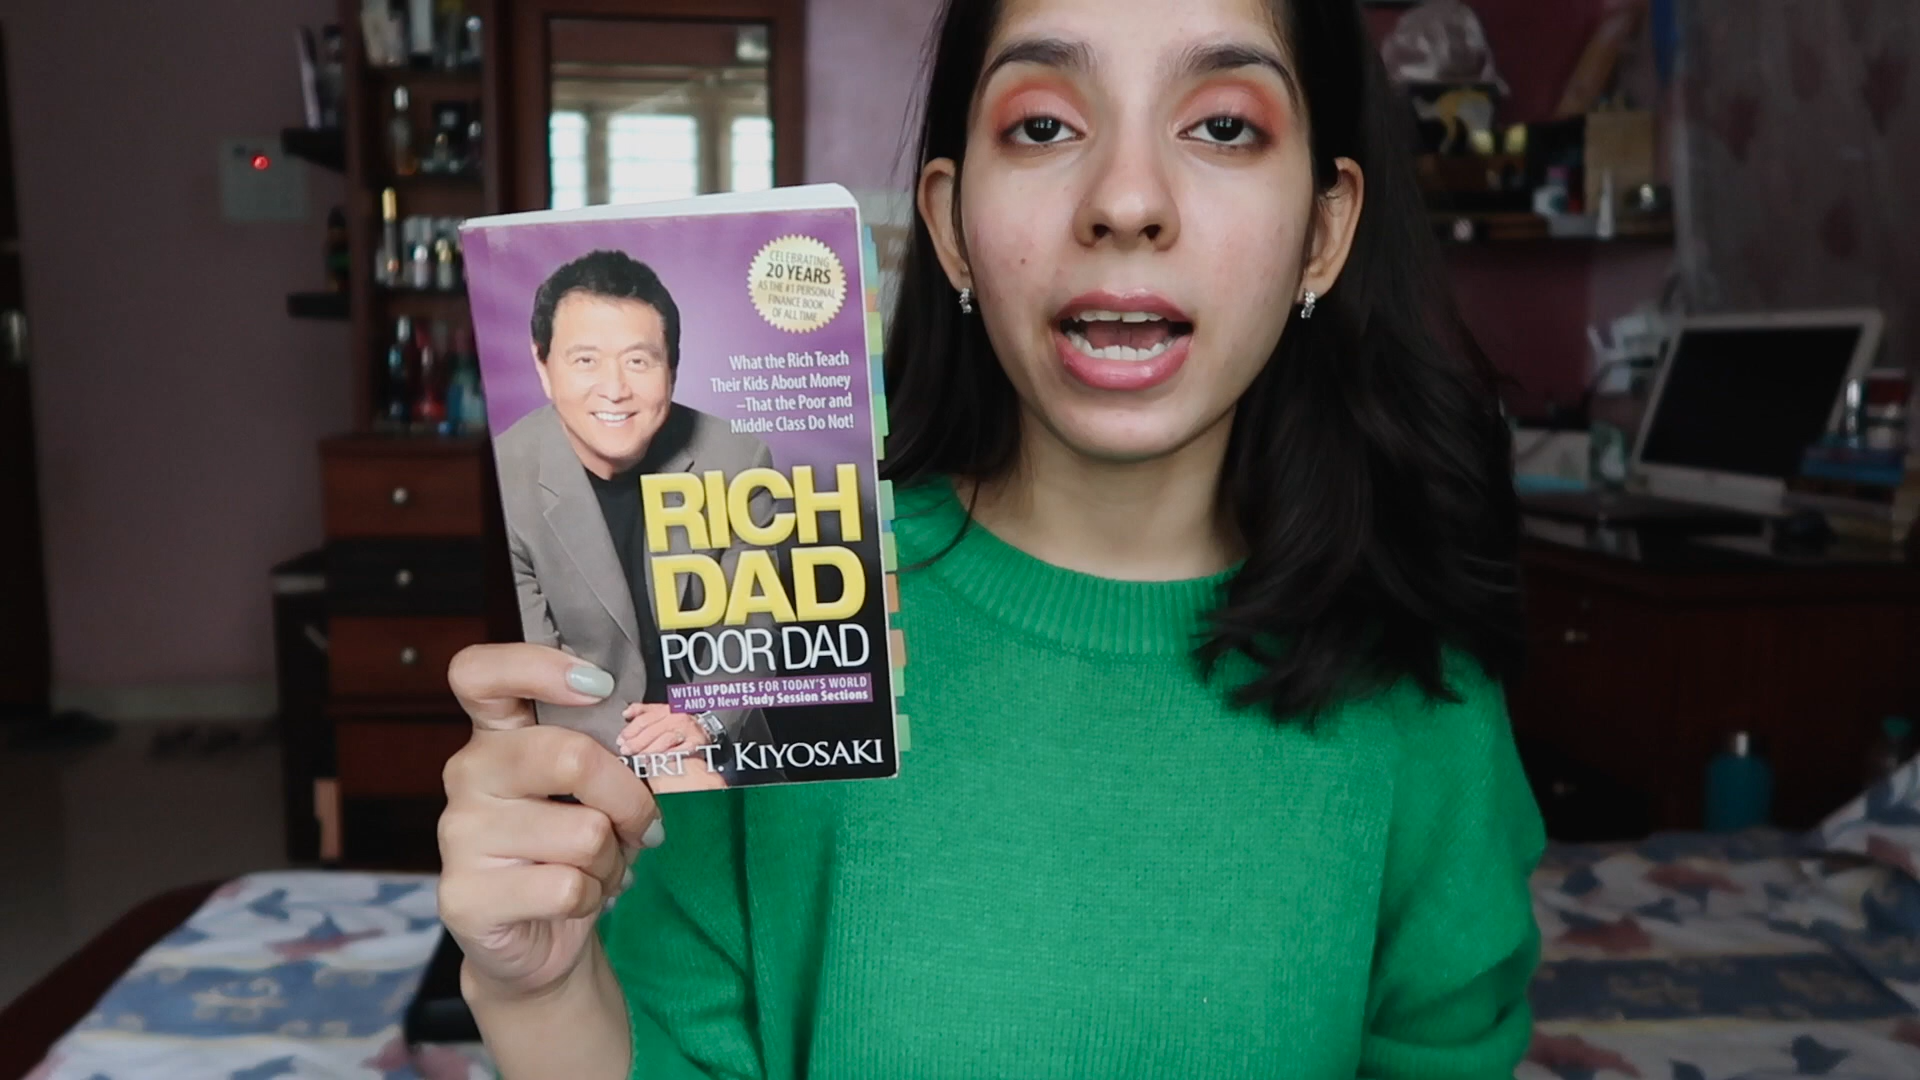 CELEBRATING
20 YEARS
AS THE #1 PERSONAL
FINANCE BOOK
OF ALL TIME
What the Rich Teach
Their Kids About Money
–That the Poor and
Middle Class Do Not!
RICH
DAD
POOR DAD
WITH UPDATES FOR TODAY'S WORLD
– AND 9 New Study Session Sections
BERT T. KIYOSAKI